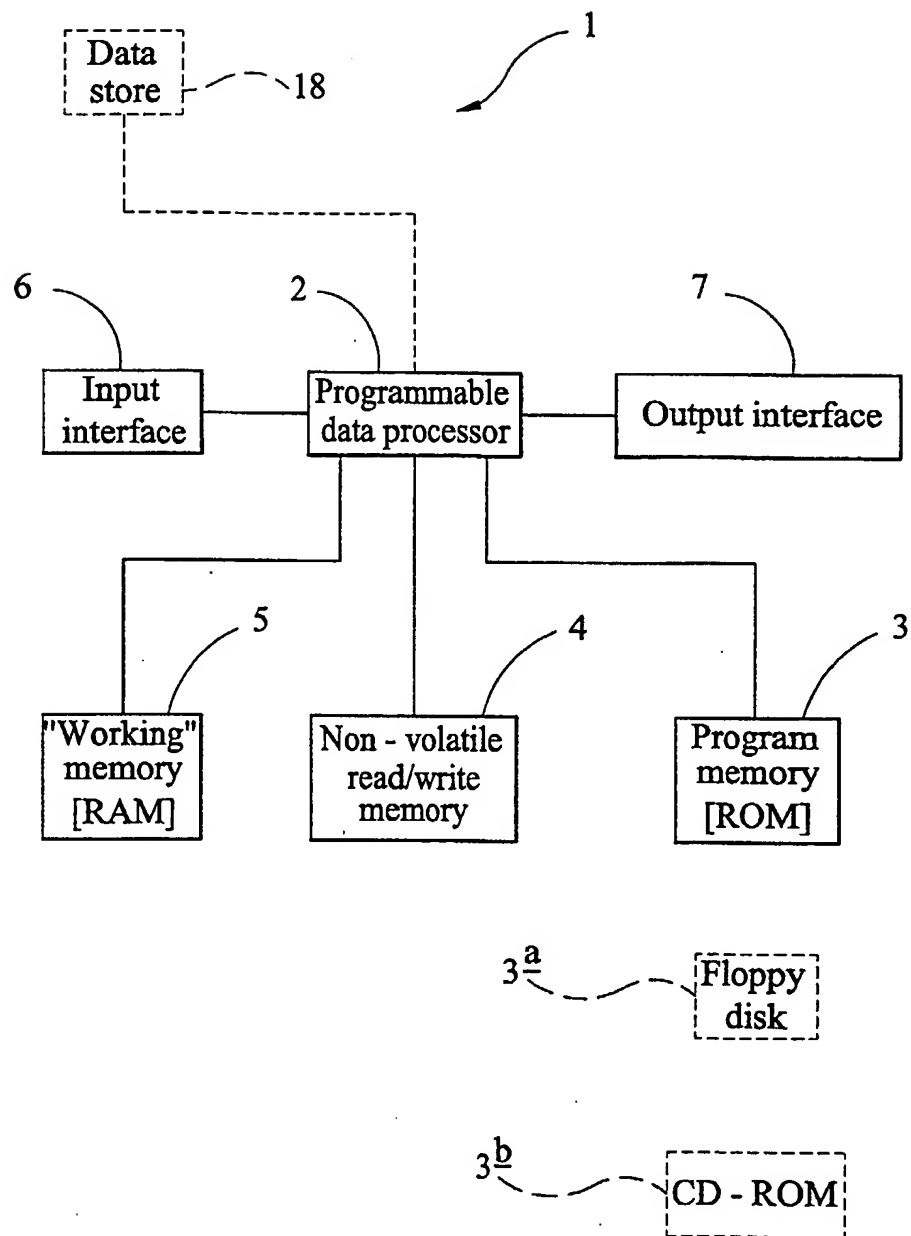 1
Data
store
18
6
2
7
Input
interface
Programmable
data processor
Output interface
5
4
3
"Working"
memory
[RAM]
Non - volatile
read/write
memory
Program
memory
[ROM]
3a
Floppy
disk
3b
CD - ROM